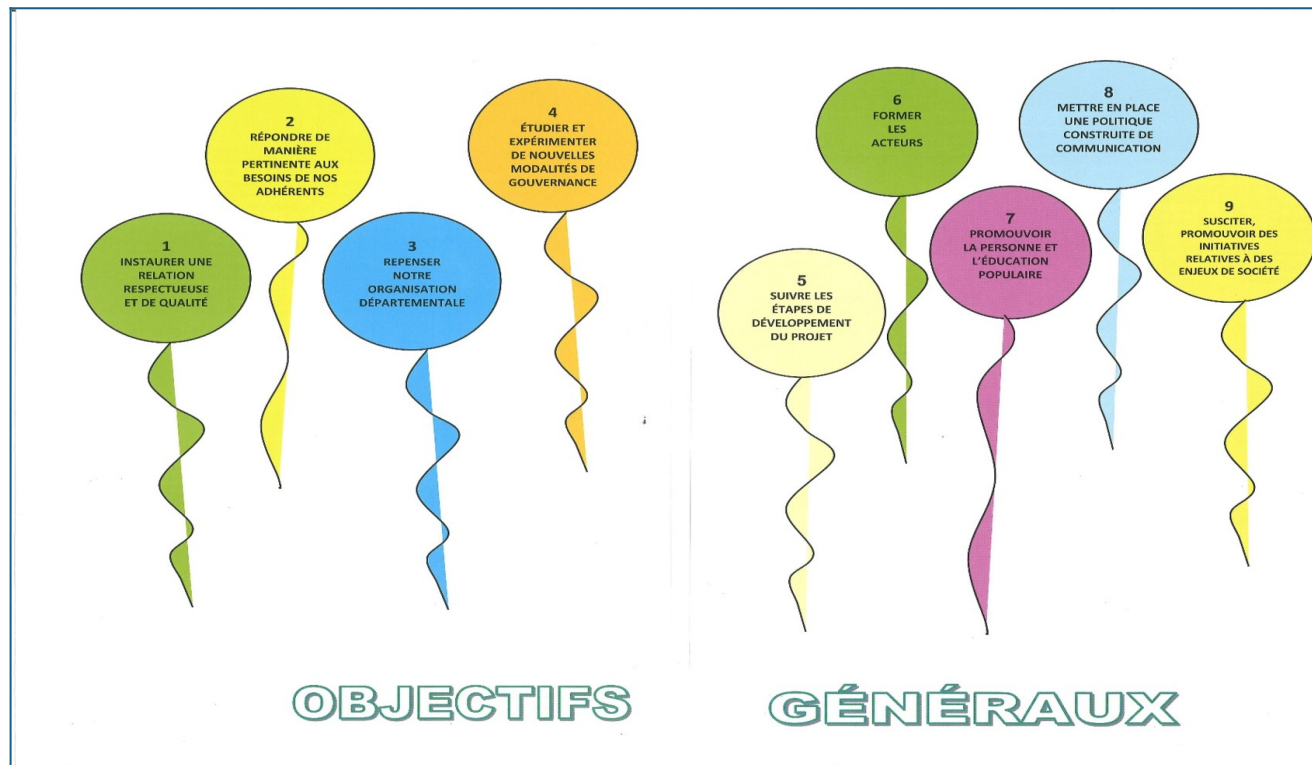 1
INSTAURER UNE
RELATION
RESPECTUEUSE
ET DE QUALITÉ
2
RÉPONDRE DE
MANIÈRE
PERTINENTE AUX
BESOINS DE NOS
ADHÉRENTS
3
REPENSER
NOTRE
ORGANISATION
DÉPARTEMENTALE
4
ÉTUDIER ET
EXPÉRIMENTER
DE NOUVELLES
MODALITÉS DE
GOUVERNANCE
5
SUIVRE LES
ÉTAPES DE
DÉVELOPPEMENT
DU PROJET
6
FORMER
LES
ACTEURS
7
PROMOUVOIR
LA PERSONNE ET
L'ÉDUCATION
POPULAIRE
8
METTRE EN PLACE
UNE POLITIQUE
CONSTRUITE DE
COMMUNICATION
9
SUSCITER,
PROMOUVOIR DES
INITIATIVES
RELATIVES À DES
ENJEUX DE SOCIÉTÉ
OBJECTIFS GÉNÉRAUX